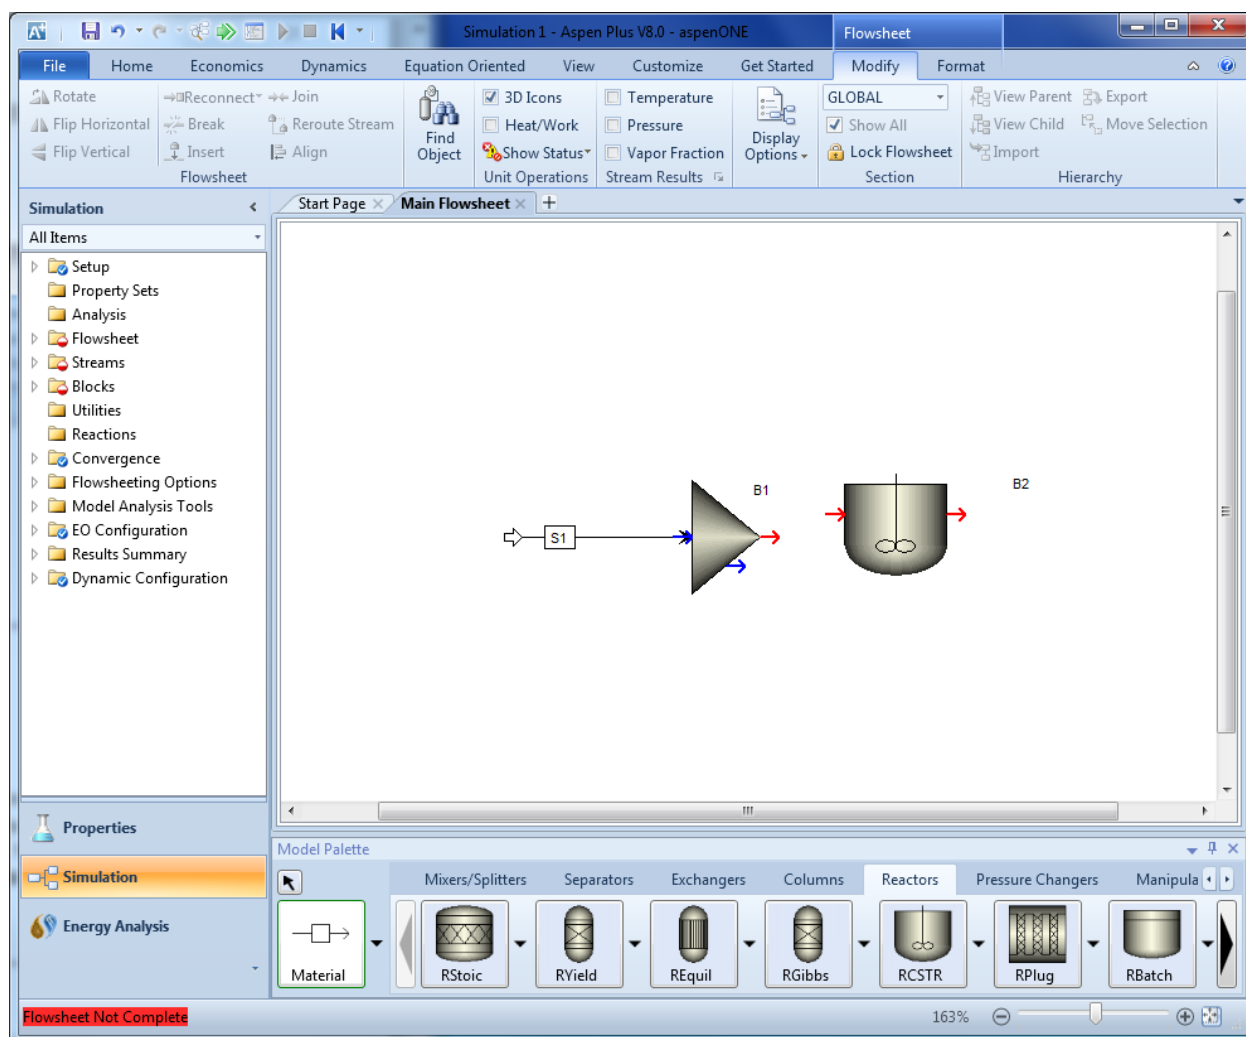 Simulation 1 - Aspen Plus V8.0 - aspenONE
Flowsheet
File Home Economics Dynamics Equation Oriented View Customize Get Started Modify Format
Rotate Reconnect Join
Flip Horizontal Break Reroute Stream
Flip Vertical Insert Align
Flowsheet
Find
Object
3D Icons
Heat/Work
Show Status
Unit Operations
Temperature
Pressure
Vapor Fraction
Stream Results
Display
Options
GLOBAL
Show All
Lock Flowsheet
Section
View Parent Export
View Child Move Selection
Import
Hierarchy
Simulation
All Items
Setup
Property Sets
Analysis
Flowsheet
Streams
Blocks
Utilities
Reactions
Convergence
Flowsheeting Options
Model Analysis Tools
EO Configuration
Results Summary
Dynamic Configuration
Properties
Simulation
Energy Analysis
Start Page Main Flowsheet
S1
B1
B2
Model Palette
Mixers/Splitters Separators Exchangers Columns Reactors Pressure Changers Manipula
Material RStoic RYield REquil RGibbs RCSTR RPlug RBatch
Flowsheet Not Complete
163%